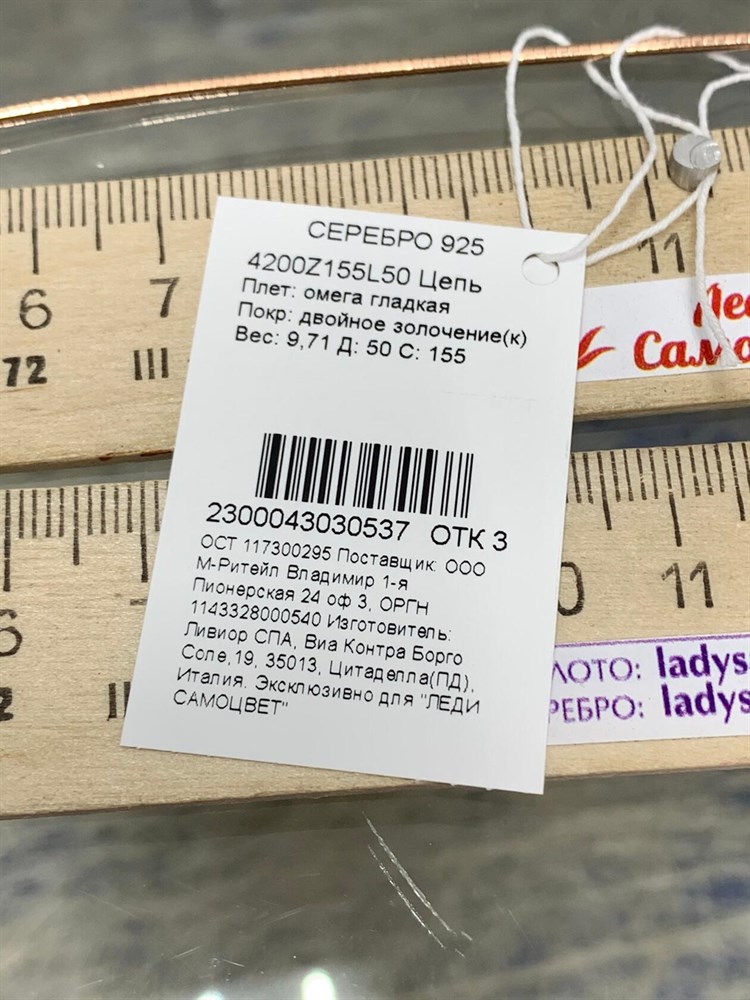 СЕРЕБРО 925
4200Z155L50 Цепь
Плет: омега гладкая
Покр: двойное золочение(к)
Вес: 9,71 Д: 50 С: 155
2300043030537 ОТК 3
ОСТ 117300295 Поставщик: ООО
М-Ритейл Владимир 1-я
Пионерская 24 оф 3, ОРГН
1143328000540 Изготовитель:
Ливиор СПА, Виа Контра Борго
Соле,19, 35013, Цитаделла(ПД),
Италия. Эксклюзивно для "ЛЕДИ
САМОЦВЕТ"
6 7 11
72 III
11
ladys
ladys